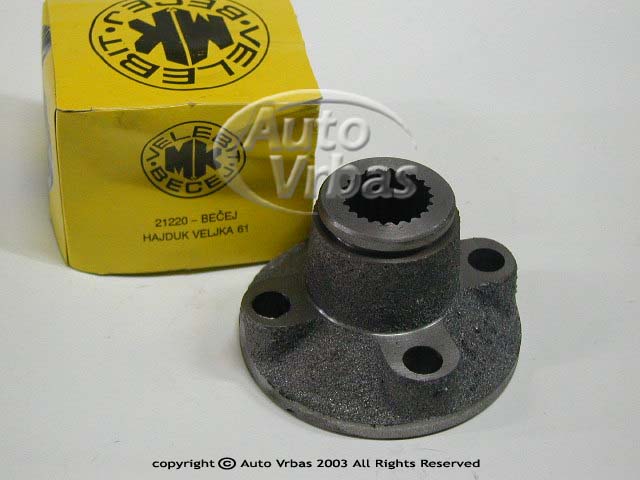 VELEBIT
MK
·BEČEJ·
VELEBIT
MK
·BEČEJ·
21220 – BEČEJ
HAJDUK VELJKA 61
Auto
Vrbas
copyright © Auto Vrbas 2003 All Rights Reserved